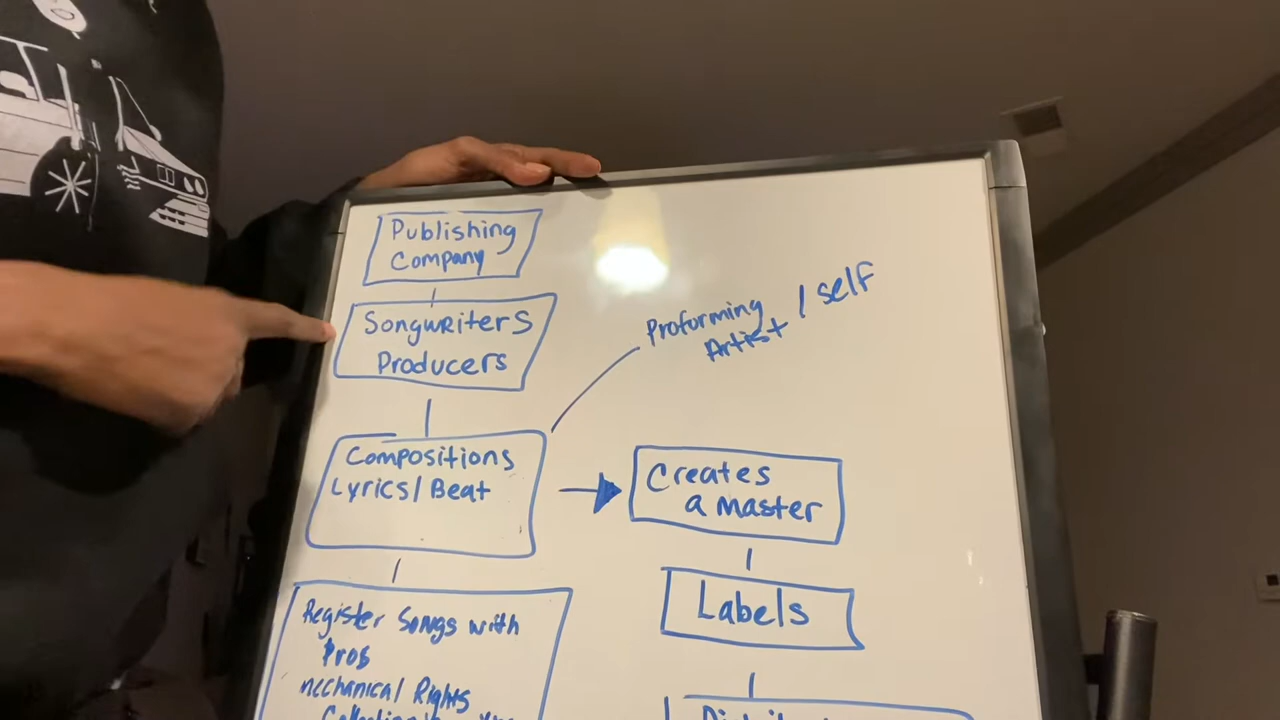 Publishing
Company
Songwriters
Producers
Proforming
Artist
/ self
Compositions
Lyrics/Beat
Creates
a master
Labels
Register Songs with
Pros
mechanical Rights